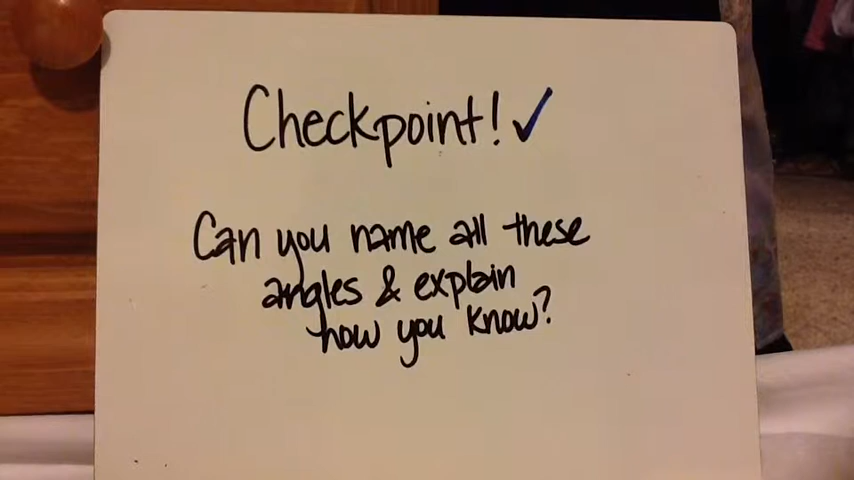 Checkpoint! ✓
Can you name all these
angles & explain
how you know?